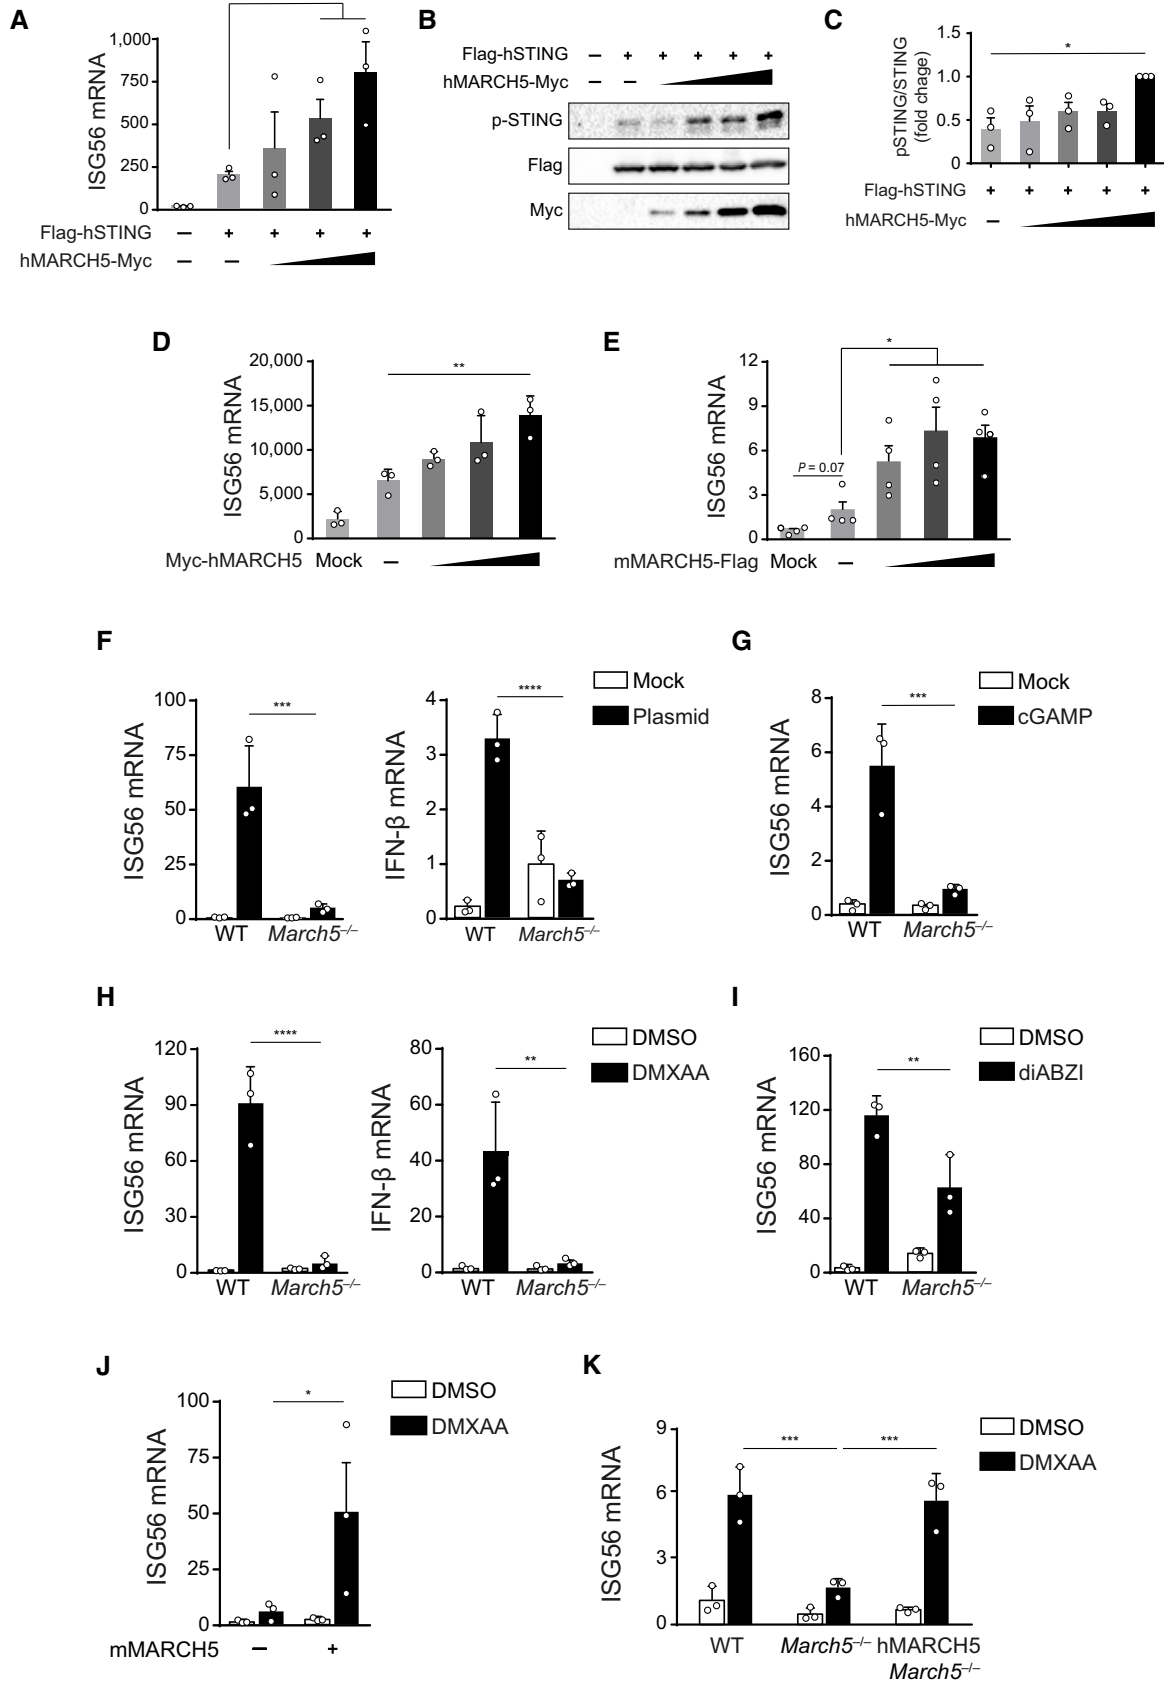 A
ISG56 mRNA
1,000
750
500
250
0
Flag-hSTING – + + + +
hMARCH5-Myc – –
B
Flag-hSTING – + + + + +
hMARCH5-Myc – –
p-STING
Flag
Myc
C
pSTING/STING
(fold chage)
1.5
1.0
0.5
0
*
Flag-hSTING + + + + +
hMARCH5-Myc –
D
ISG56 mRNA
20,000
15,000
10,000
5,000
0
**
Myc-hMARCH5 Mock –
E
ISG56 mRNA
12
9
6
3
0
P = 0.07
*
mMARCH5-Flag Mock –
F
ISG56 mRNA
100
75
50
25
0
***
WT March5–/–
IFN-β mRNA
4
3
2
1
0
****
WT March5–/–
Mock
Plasmid
G
ISG56 mRNA
8
6
4
2
0
***
WT March5–/–
Mock
cGAMP
H
ISG56 mRNA
120
90
60
30
0
****
WT March5–/–
IFN-β mRNA
80
60
40
20
0
**
WT March5–/–
DMSO
DMXAA
I
ISG56 mRNA
160
120
80
40
0
**
WT March5–/–
DMSO
diABZI
J
ISG56 mRNA
100
75
50
25
0
*
mMARCH5 – +
DMSO
DMXAA
K
ISG56 mRNA
9
6
3
0
*** ***
WT March5–/– hMARCH5
March5–/–
DMSO
DMXAA